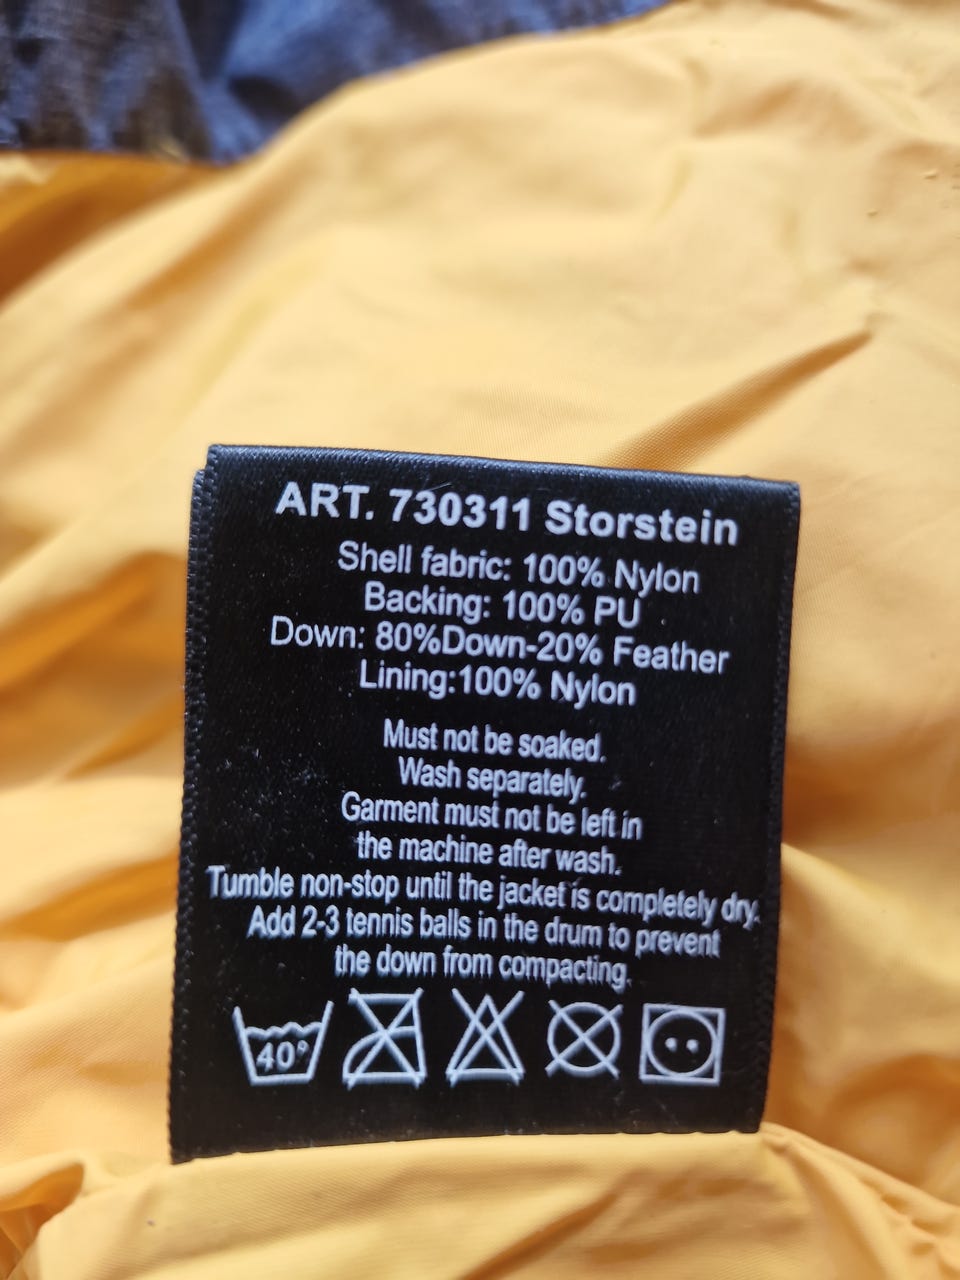 ART. 730311 Storstein
Shell fabric: 100% Nylon
Backing: 100% PU
Down: 80%Down-20% Feather
Lining:100% Nylon
Must not be soaked.
Wash separately.
Garment must not be left in
the machine after wash.
Tumble non-stop until the jacket is completely dry.
Add 2-3 tennis balls in the drum to prevent
the down from compacting.
40°